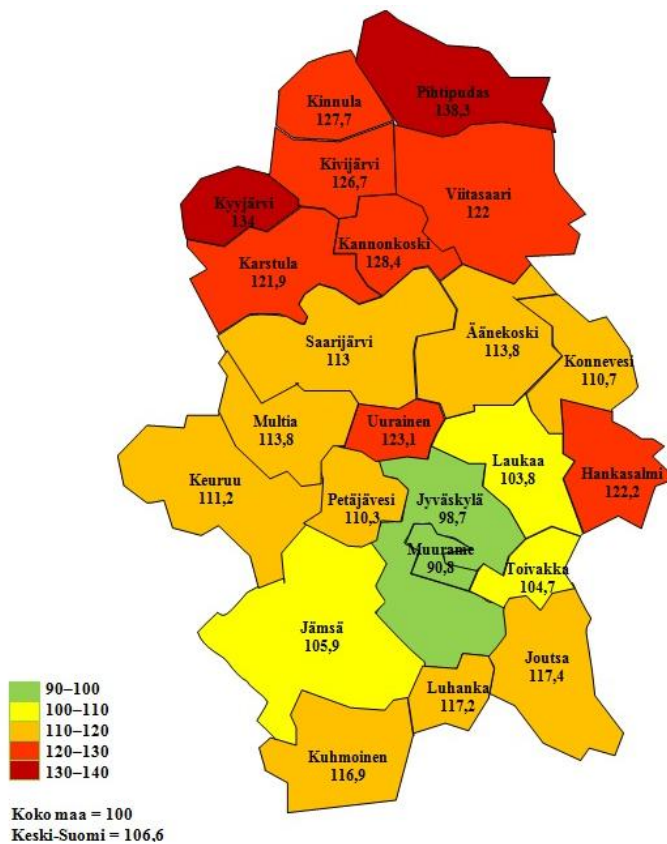 Pihtipudas
138,3
Kinnula
127,7
Kivijärvi
126,7
Viitasaari
122
Kyyjärvi
134
Kannonkoski
128,4
Karstula
121,9
Äänekoski
113,8
Saarijärvi
113
Konnevesi
110,7
Multia
113,8
Uurainen
123,1
Laukaa
103,8
Hankasalmi
122,2
Keuruu
111,2
Petäjävesi
110,3
Jyväskylä
98,7
Muurame
90,8
Toivakka
104,7
Jämsä
105,9
Joutsa
117,4
Luhanka
117,2
Kuhmoinen
116,9
90–100
100–110
110–120
120–130
130–140
Koko maa = 100
Keski-Suomi = 106,6